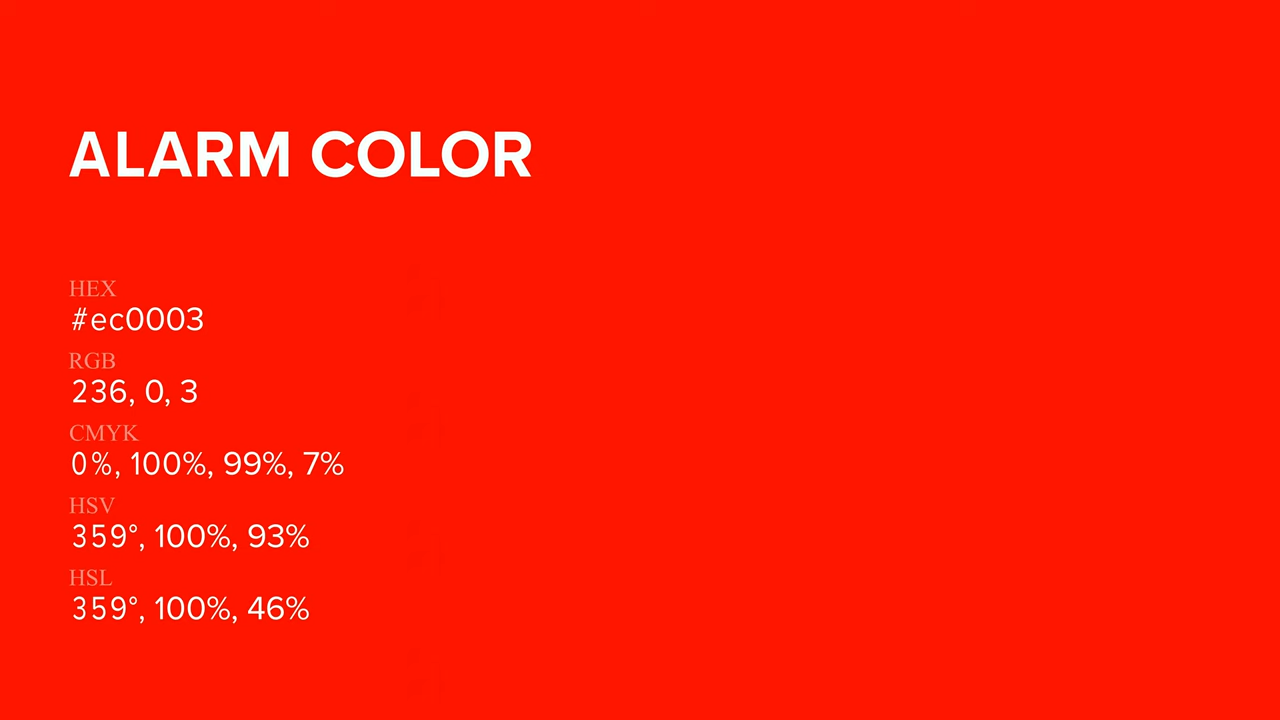 ALARM COLOR
HEX
#ec0003
RGB
236, 0, 3
CMYK
0%, 100%, 99%, 7%
HSV
359°, 100%, 93%
HSL
359°, 100%, 46%